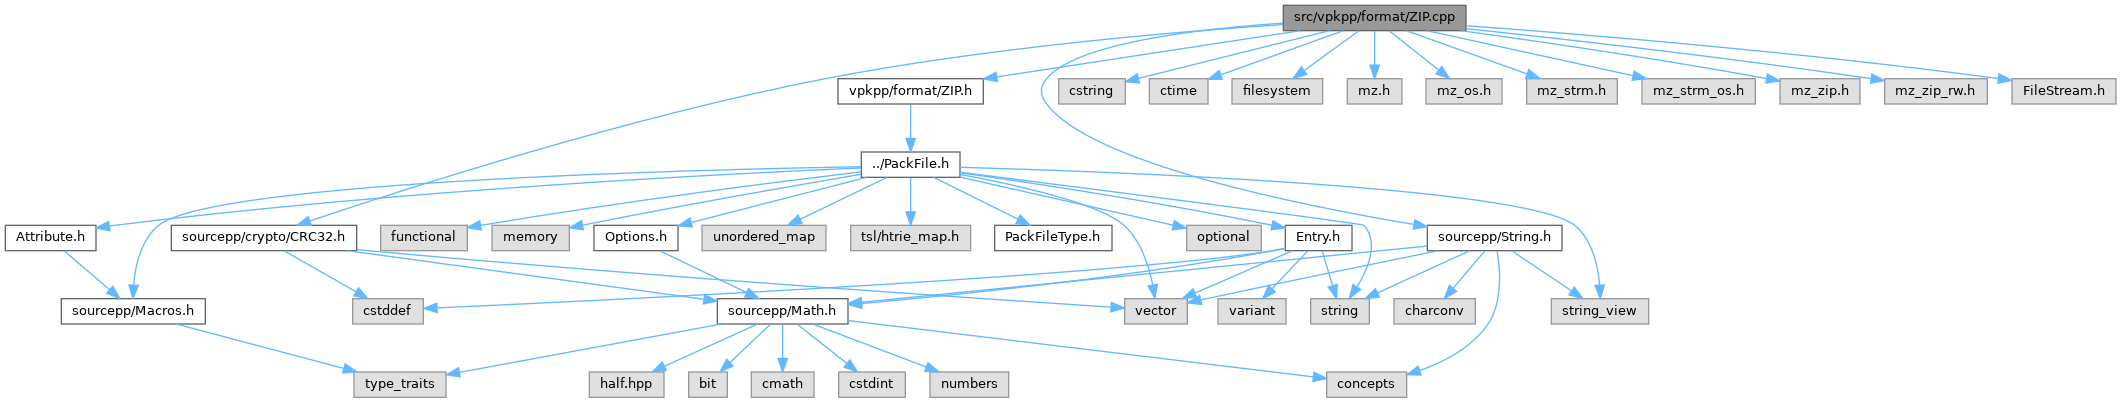 src/vpkpp/format/ZIP.cpp
vpkpp/format/ZIP.h
cstring
ctime
filesystem
mz.h
mz_os.h
mz_strm.h
mz_strm_os.h
mz_zip.h
mz_zip_rw.h
FileStream.h
../PackFile.h
Attribute.h
sourcepp/crypto/CRC32.h
functional
memory
Options.h
unordered_map
tsl/htrie_map.h
PackFileType.h
optional
Entry.h
sourcepp/String.h
sourcepp/Macros.h
cstddef
sourcepp/Math.h
vector
variant
string
charconv
string_view
type_traits
half.hpp
bit
cmath
cstdint
numbers
concepts